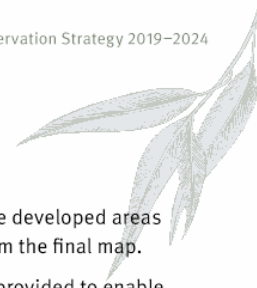 ervation Strategy 2019–2024
e developed areas
m the final map.
provided to enable